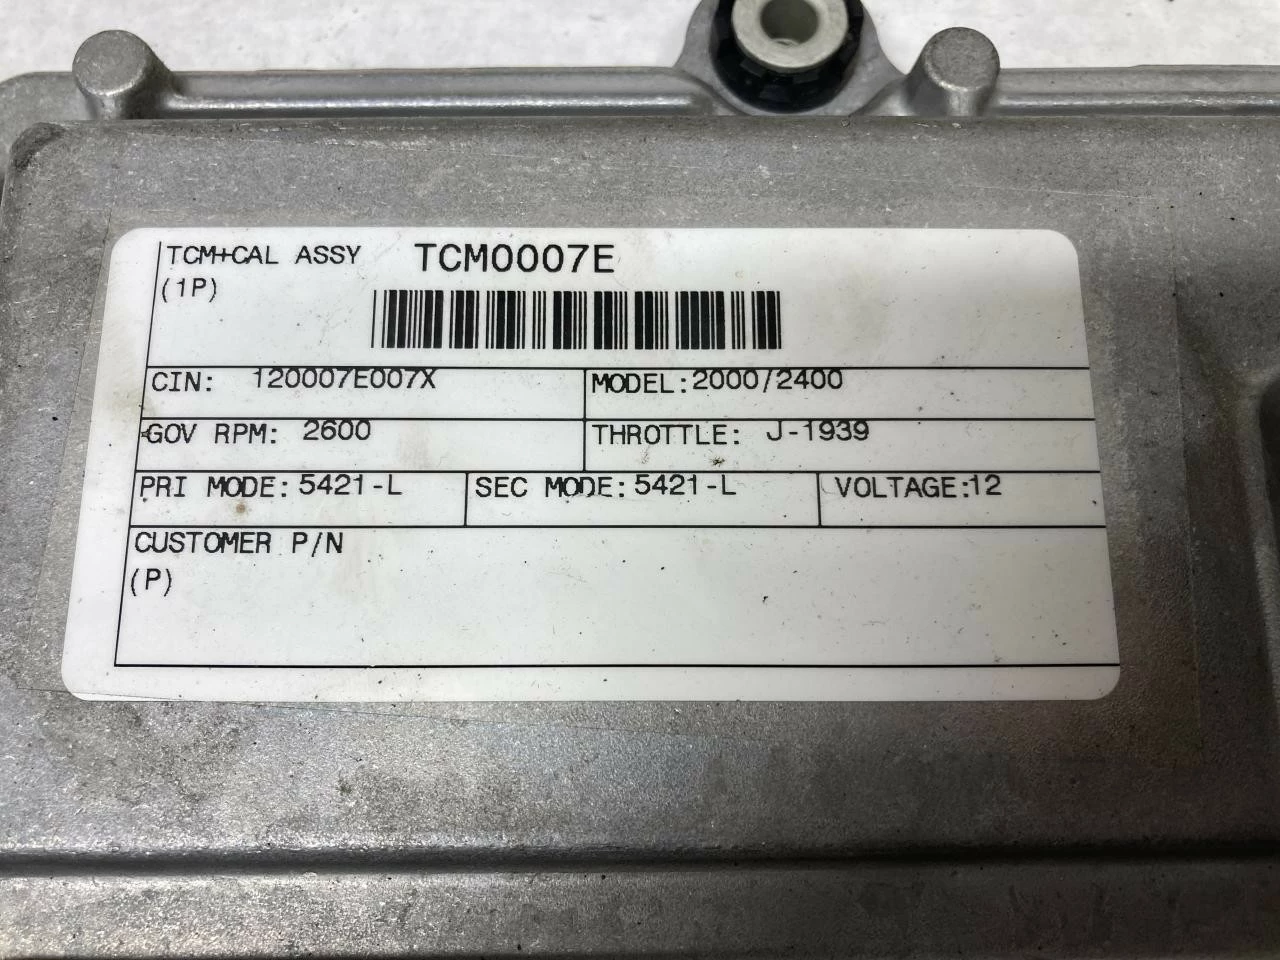 TCM+CAL ASSY TCM0007E
(1P)
CIN: 120007E007X MODEL: 2000/2400
GOV RPM: 2600 THROTTLE: J-1939
PRI MODE: 5421-L SEC MODE: 5421-L VOLTAGE: 12
CUSTOMER P/N
(P)